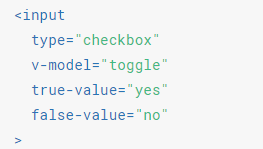 <input
  type="checkbox"
  v-model="toggle"
  true-value="yes"
  false-value="no"
>